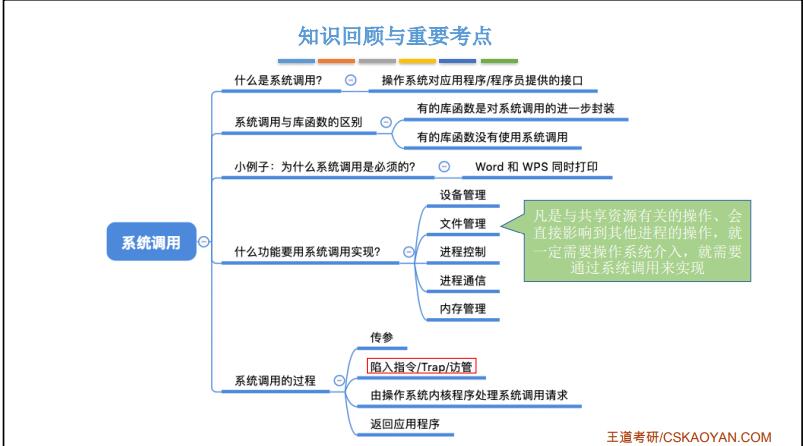 知识回顾与重要考点
什么是系统调用？
操作系统对应用程序/程序员提供的接口
系统调用与库函数的区别
有的库函数是对系统调用的进一步封装
有的库函数没有使用系统调用
小例子：为什么系统调用是必须的？
Word 和 WPS 同时打印
系统调用
什么功能要用系统调用实现？
设备管理
文件管理
进程控制
进程通信
内存管理
凡是与共享资源有关的操作、会
直接影响到其他进程的操作，就
一定需要操作系统介入，就需要
通过系统调用来实现
系统调用的过程
传参
陷入指令/Trap/访管
由操作系统内核程序处理系统调用请求
返回应用程序
王道考研/CSKAOYAN.COM